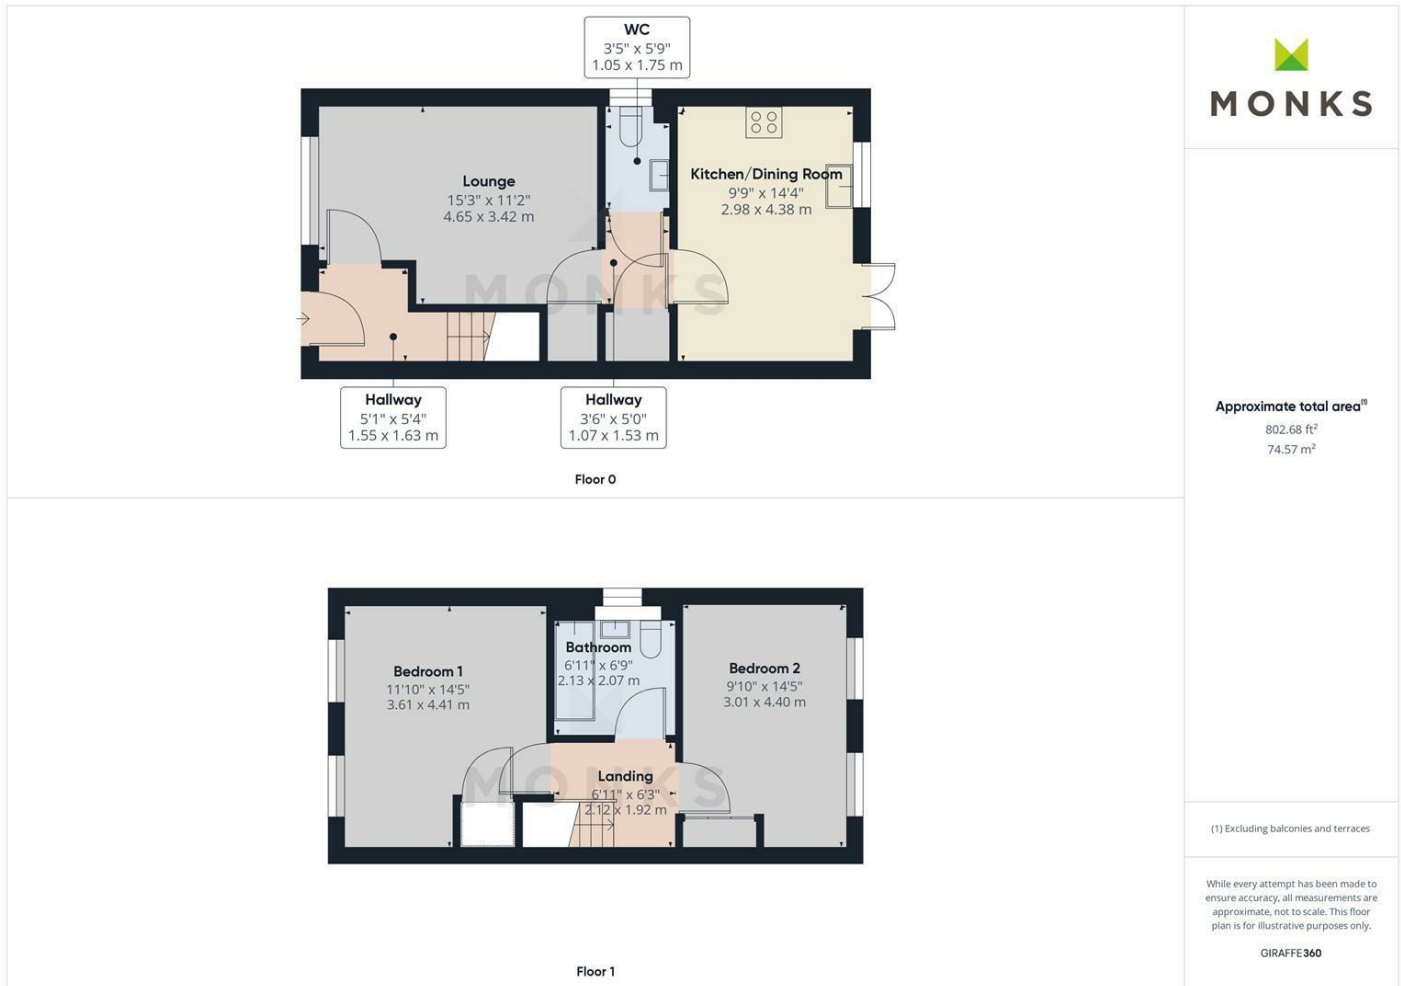 WC
3'5" x 5'9"
1.05 x 1.75 m
Lounge
15'3" x 11'2"
4.65 x 3.42 m
Kitchen/Dining Room
9'9" x 14'4"
2.98 x 4.38 m
MONKS
Hallway
5'1" x 5'4"
1.55 x 1.63 m
Hallway
3'6" x 5'0"
1.07 x 1.53 m
Floor 0
Bedroom 1
11'10" x 14'5"
3.61 x 4.41 m
Bathroom
6'11" x 6'9"
2.13 x 2.07 m
Bedroom 2
9'10" x 14'5"
3.01 x 4.40 m
MONKS
Landing
6'11" x 6'3"
2.12 x 1.92 m
Floor 1
MONKS
Approximate total area⁽¹⁾
802.68 ft²
74.57 m²
(1) Excluding balconies and terraces
While every attempt has been made to
ensure accuracy, all measurements are
approximate, not to scale. This floor
plan is for illustrative purposes only.
GIRAFFE360